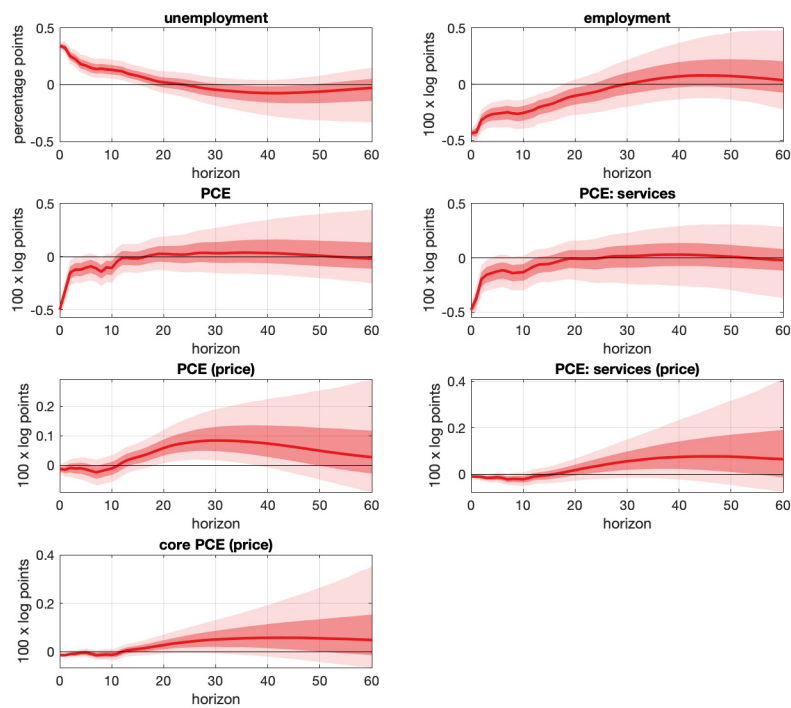 unemployment
percentage points
0.5
0
-0.5
0 10 20 30 40 50 60
horizon
employment
100 x log points
0.5
0
-0.5
0 10 20 30 40 50 60
horizon
PCE
100 x log points
0.5
0
-0.5
0 10 20 30 40 50 60
horizon
PCE: services
100 x log points
0.5
0
-0.5
0 10 20 30 40 50 60
horizon
PCE (price)
100 x log points
0.2
0.1
0
0 10 20 30 40 50 60
horizon
PCE: services (price)
100 x log points
0.4
0.2
0
0 10 20 30 40 50 60
horizon
core PCE (price)
100 x log points
0.4
0.2
0
0 10 20 30 40 50 60
horizon